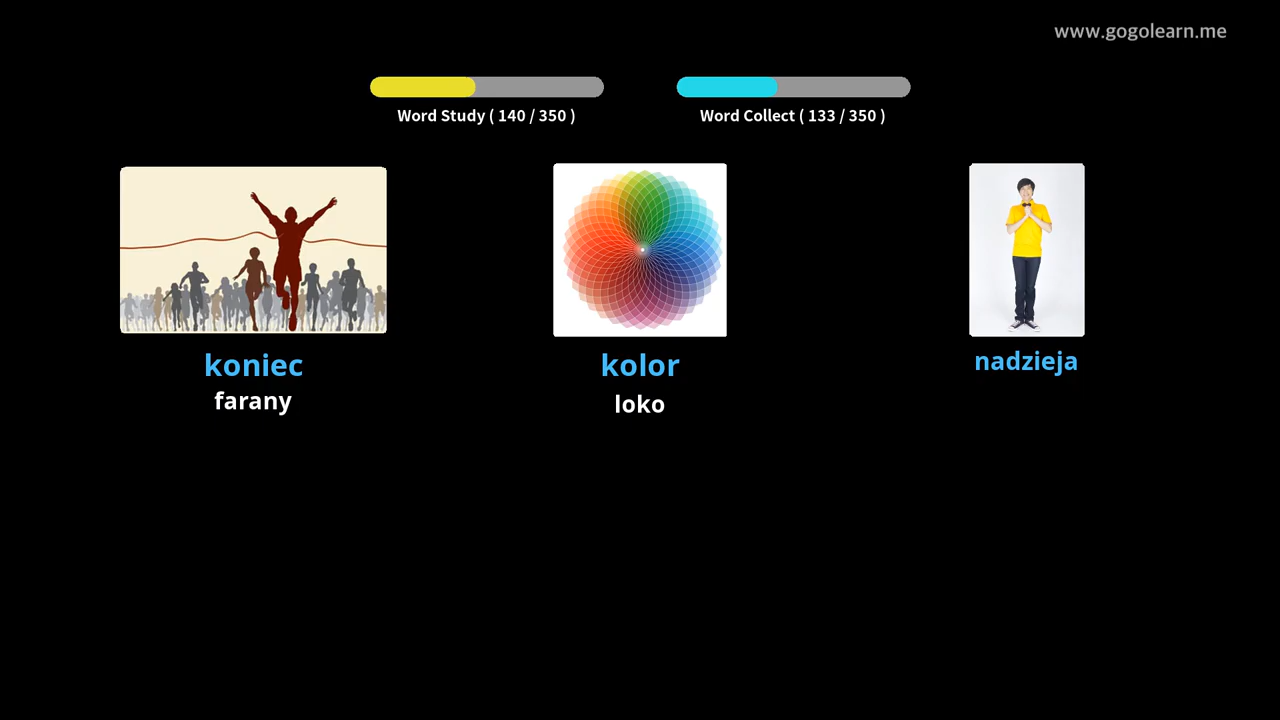 www.gogolearn.me
Word Study ( 140 / 350 )
Word Collect ( 133 / 350 )
koniec
farany
kolor
loko
nadzieja